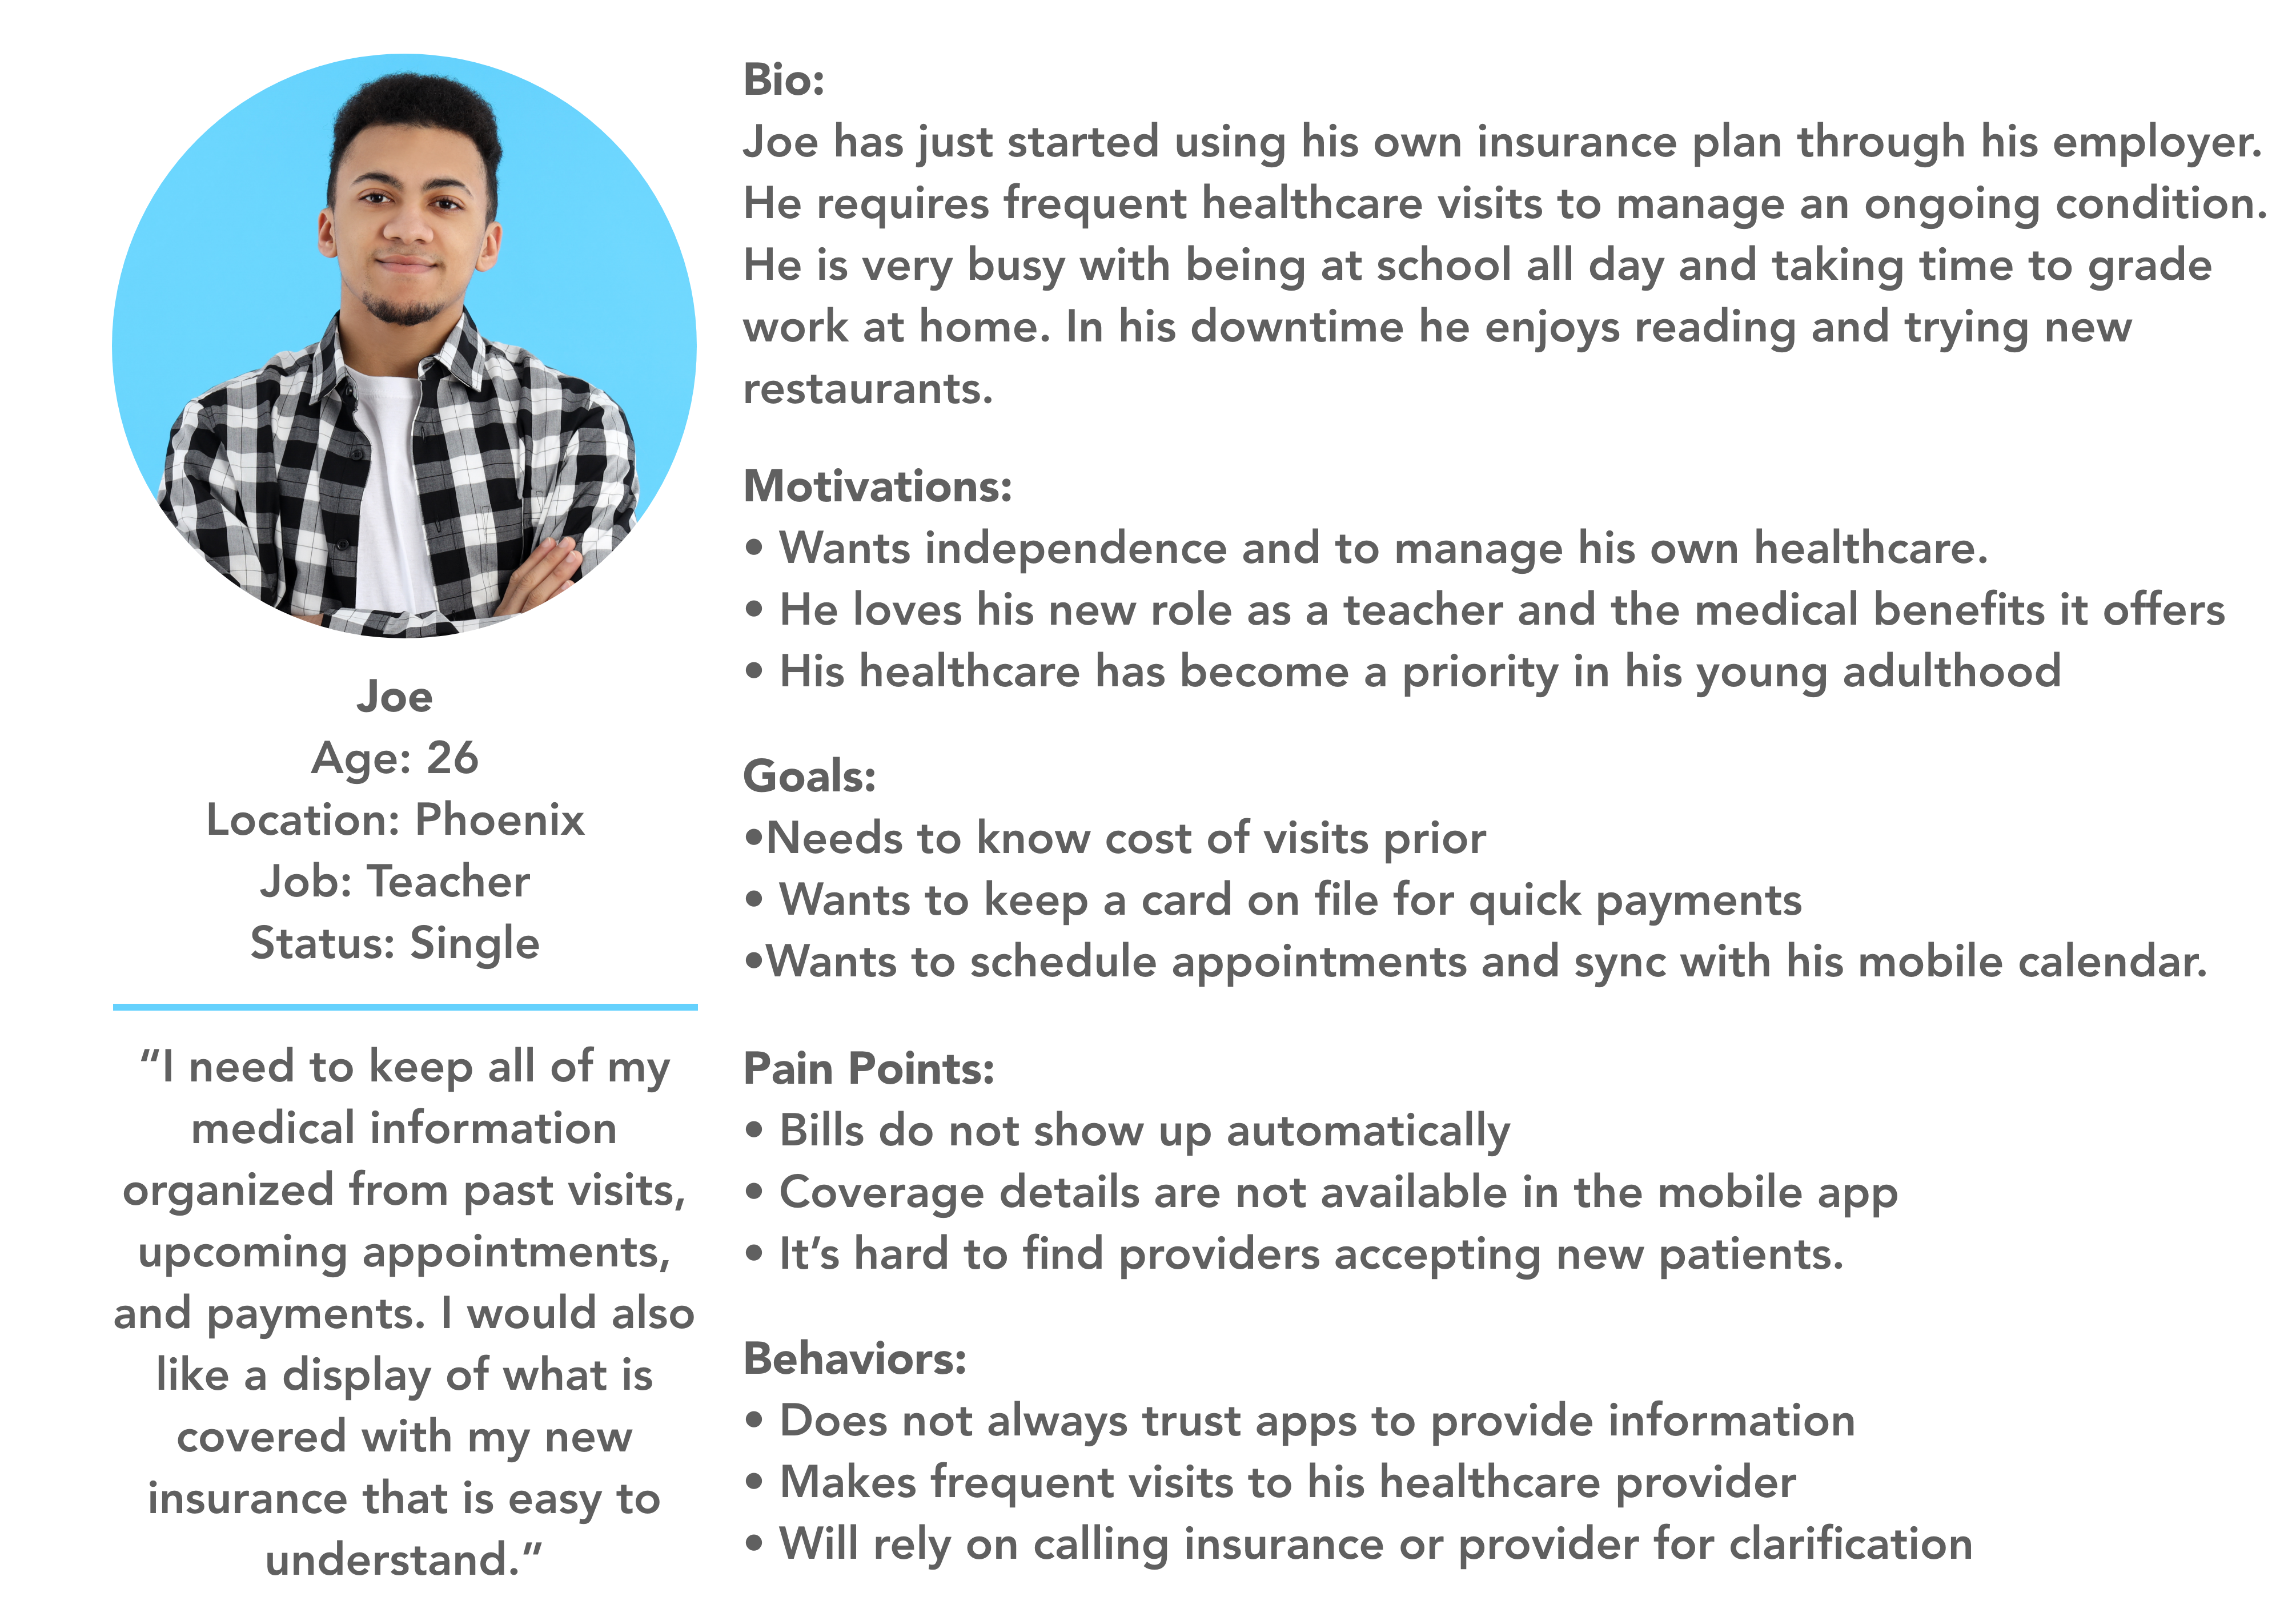 Joe
Age: 26
Location: Phoenix
Job: Teacher
Status: Single
“I need to keep all of my
medical information
organized from past visits,
upcoming appointments,
and payments. I would also
like a display of what is
covered with my new
insurance that is easy to
understand.”
Bio:
Joe has just started using his own insurance plan through his employer.
He requires frequent healthcare visits to manage an ongoing condition.
He is very busy with being at school all day and taking time to grade
work at home. In his downtime he enjoys reading and trying new
restaurants.
Motivations:
• Wants independence and to manage his own healthcare.
• He loves his new role as a teacher and the medical benefits it offers
• His healthcare has become a priority in his young adulthood
Goals:
•Needs to know cost of visits prior
• Wants to keep a card on file for quick payments
•Wants to schedule appointments and sync with his mobile calendar.
Pain Points:
• Bills do not show up automatically
• Coverage details are not available in the mobile app
• It’s hard to find providers accepting new patients.
Behaviors:
• Does not always trust apps to provide information
• Makes frequent visits to his healthcare provider
• Will rely on calling insurance or provider for clarification